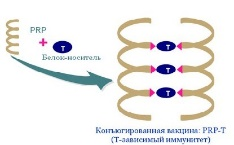 PRP
+
T
Белок-носитель
T
T
T
Конъюгированная вакцина: PRP-T
(Т-зависимый иммунитет)